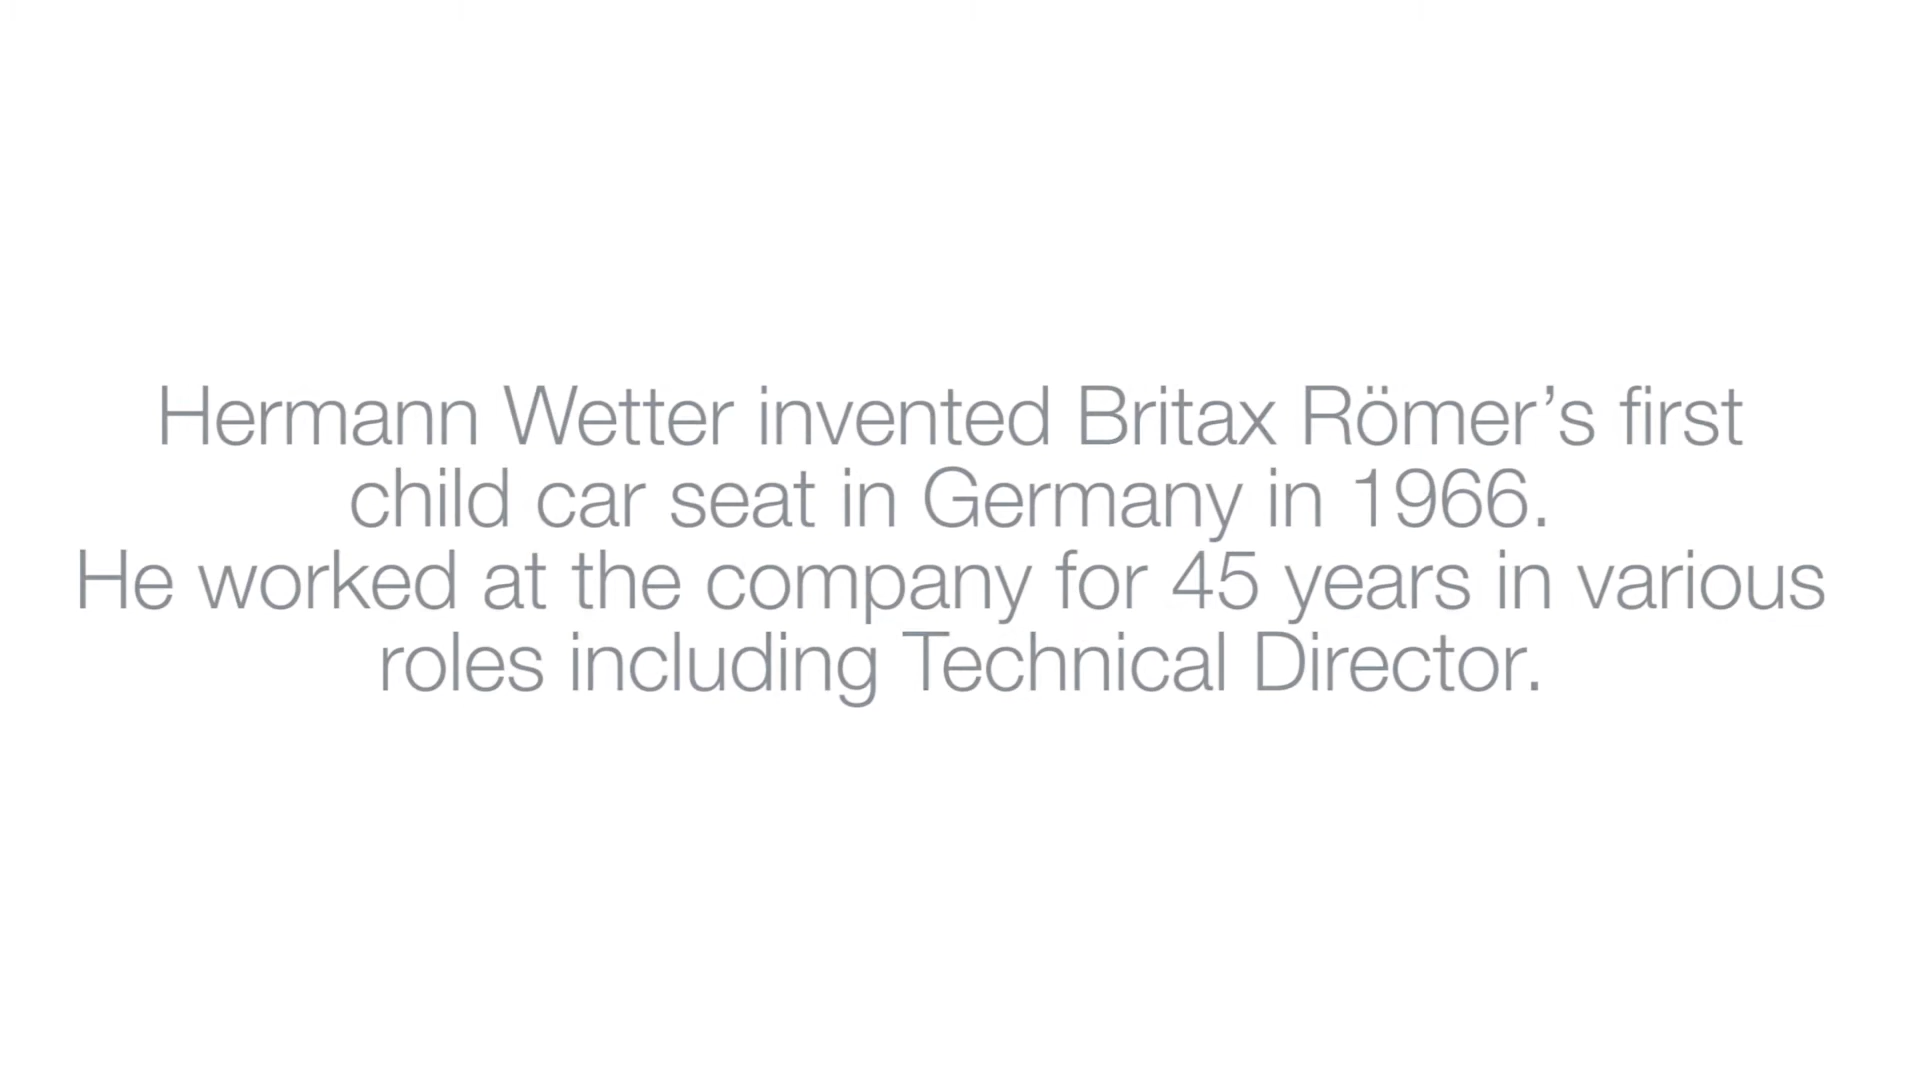 Hermann Wetter invented Britax Römer’s first
child car seat in Germany in 1966.
He worked at the company for 45 years in various
roles including Technical Director.